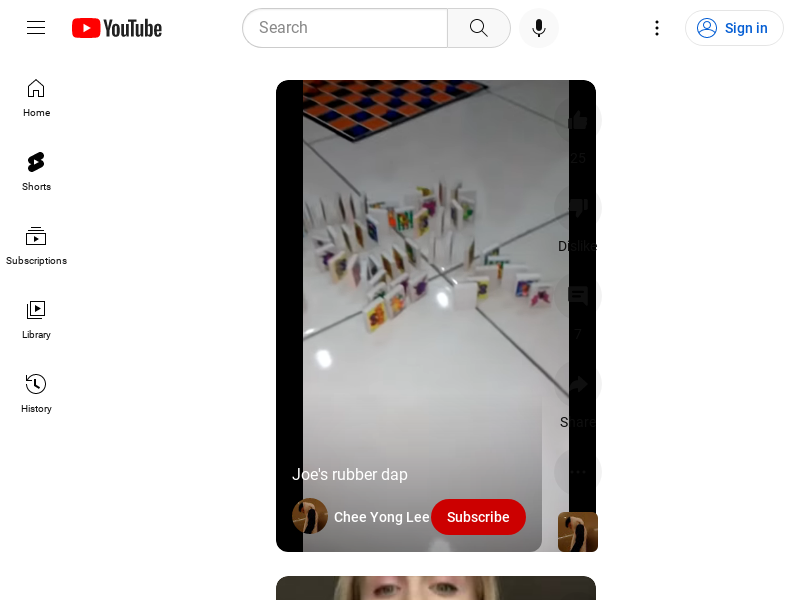 YouTube
Search
Sign in
Home
Shorts
Subscriptions
Library
History
25
Dislike
7
Share
Joe's rubber dap
Chee Yong Lee
Subscribe